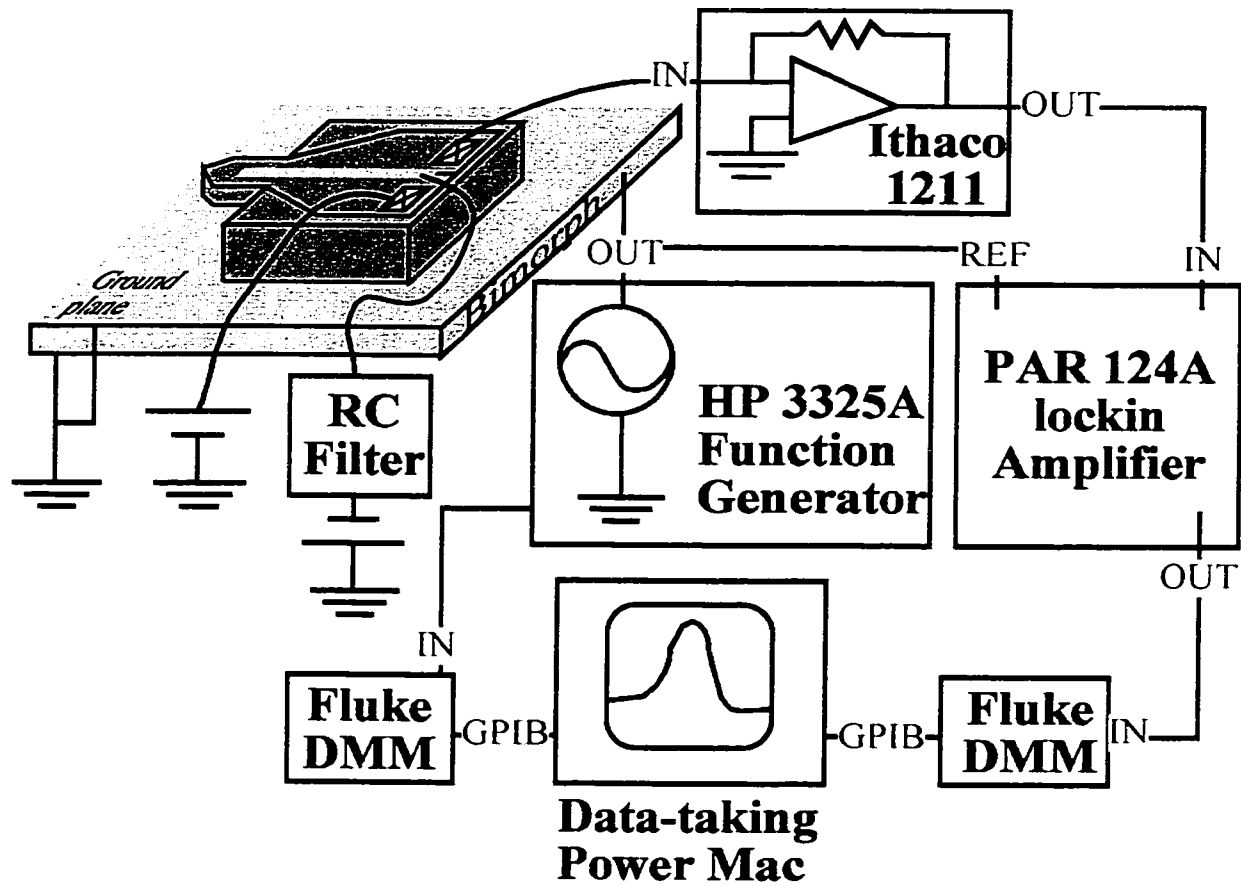 IN
OUT
Ithaco
1211
Ground
plane
Bimorph
OUT
REF
IN
RC
Filter
HP 3325A
Function
Generator
PAR 124A
lockin
Amplifier
OUT
IN
Fluke
DMM
GPIB
GPIB
Fluke
DMM
IN
Data-taking
Power Mac